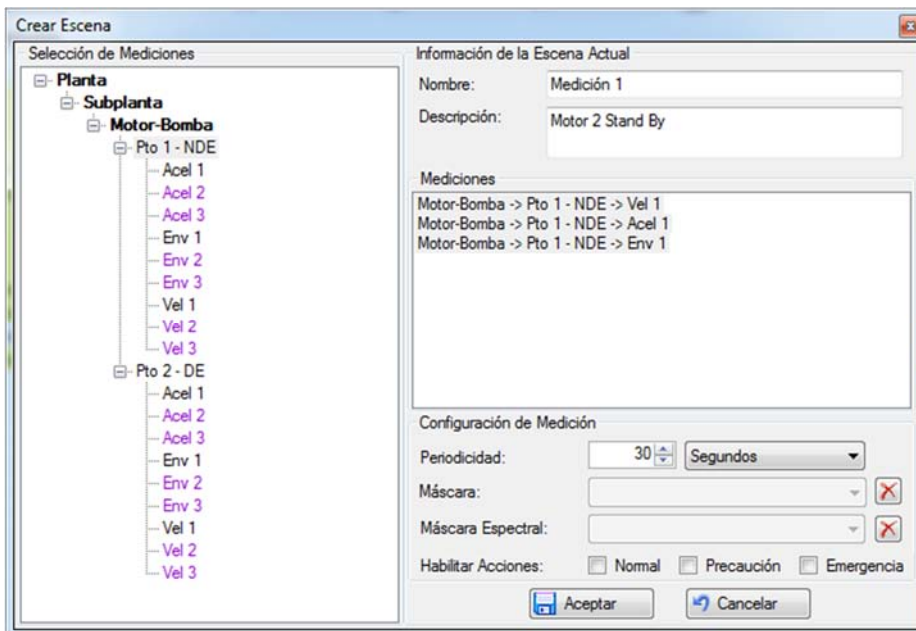 Crear Escena
Selección de Mediciones
Planta
Subplanta
Motor-Bomba
Pto 1 - NDE
Acel 1
Acel 2
Acel 3
Env 1
Env 2
Env 3
Vel 1
Vel 2
Vel 3
Pto 2 - DE
Acel 1
Acel 2
Acel 3
Env 1
Env 2
Env 3
Vel 1
Vel 2
Vel 3
Información de la Escena Actual
Nombre: Medición 1
Descripción: Motor 2 Stand By
Mediciones
Motor-Bomba -> Pto 1 - NDE -> Vel 1
Motor-Bomba -> Pto 1 - NDE -> Acel 1
Motor-Bomba -> Pto 1 - NDE -> Env 1
Configuración de Medición
Periodicidad: 30 Segundos
Máscara:
Máscara Espectral:
Habilitar Acciones: Normal Precaución Emergencia
Aceptar Cancelar